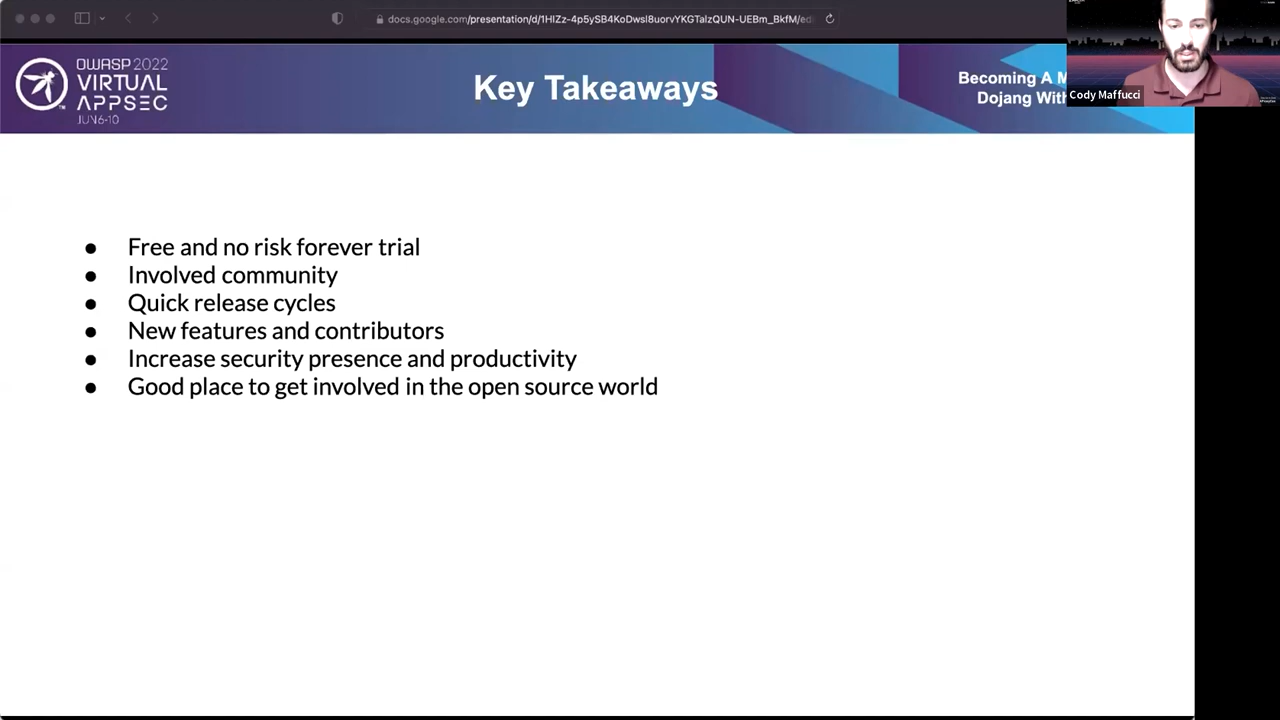 docs.google.com/presentation/d/1HIZz-4p5ySB4KoDwsI8uorvYKGTalzQUN-UEBm_BkfM/ed
OWASP 2022
VIRTUAL
APPSEC
JUN 6-10
Key Takeaways
Becoming A M
Dojang With
Cody Maffucci
● Free and no risk forever trial
● Involved community
● Quick release cycles
● New features and contributors
● Increase security presence and productivity
● Good place to get involved in the open source world